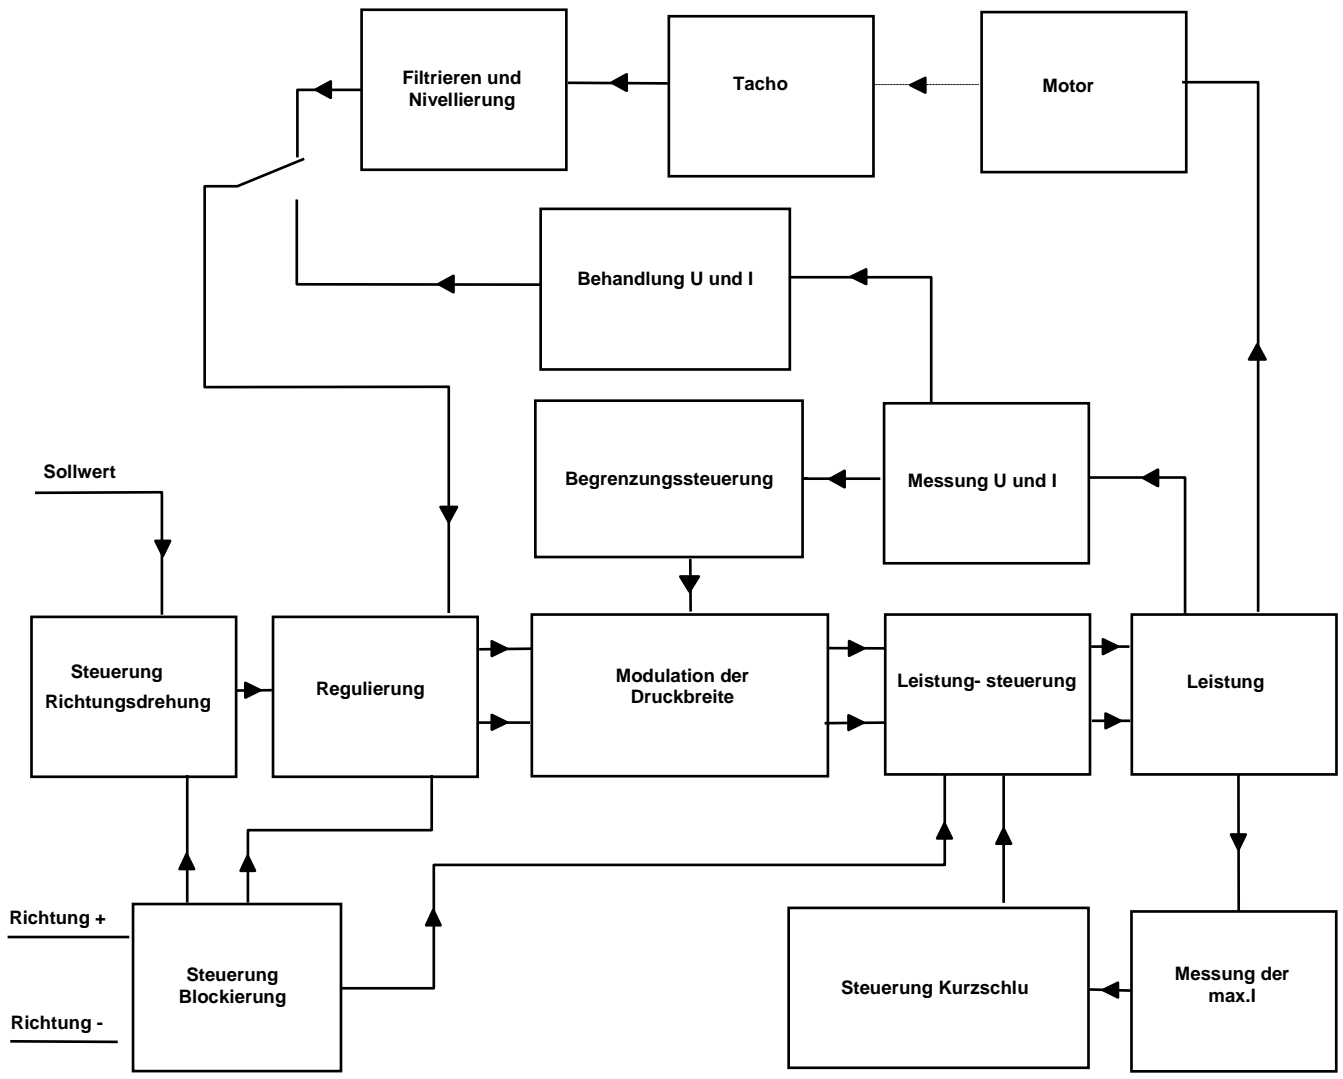 Filtrieren und
Nivellierung
Tacho
Motor
Behandlung U und I
Sollwert
Begrenzungssteuerung
Messung U und I
Steuerung
Richtungsdrehung
Regulierung
Modulation der
Druckbreite
Leistung- steuerung
Leistung
Richtung +
Richtung -
Steuerung
Blockierung
Steuerung Kurzschlu
Messung der
max.I